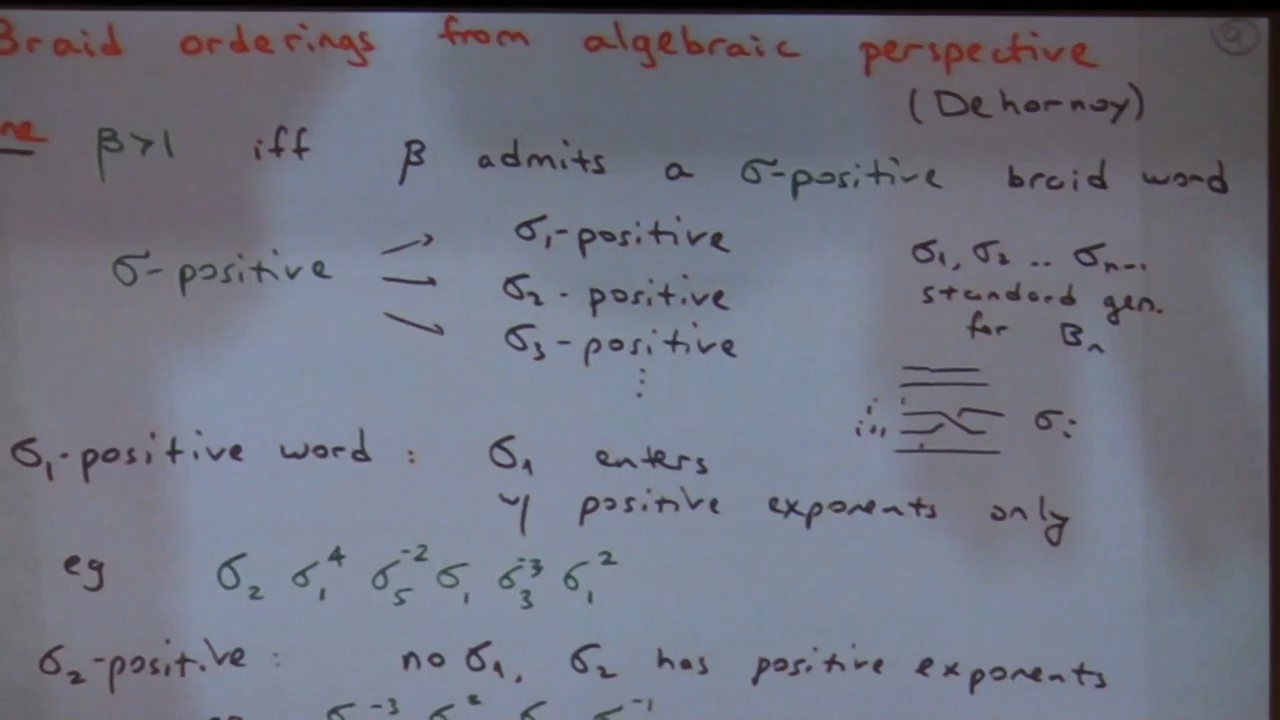 Braid orderings from algebraic perspective
(Dehornoy)
β>1 iff β admits a σ-positive braid word
σ-positive → σ₁-positive
→ σ₂-positive
→ σ₃-positive
⋮
σ₁, σ₂ .. σₙ₋₁
standard gen.
for Bₙ
i
i+1
σᵢ
σ₁-positive word : σ₁ enters
w/ positive exponents only
eg σ₂ σ₁⁴ σ₅⁻² σ₁ σ₃⁻³ σ₁²
σ₂-positive : no σ₁, σ₂ has positive exponents